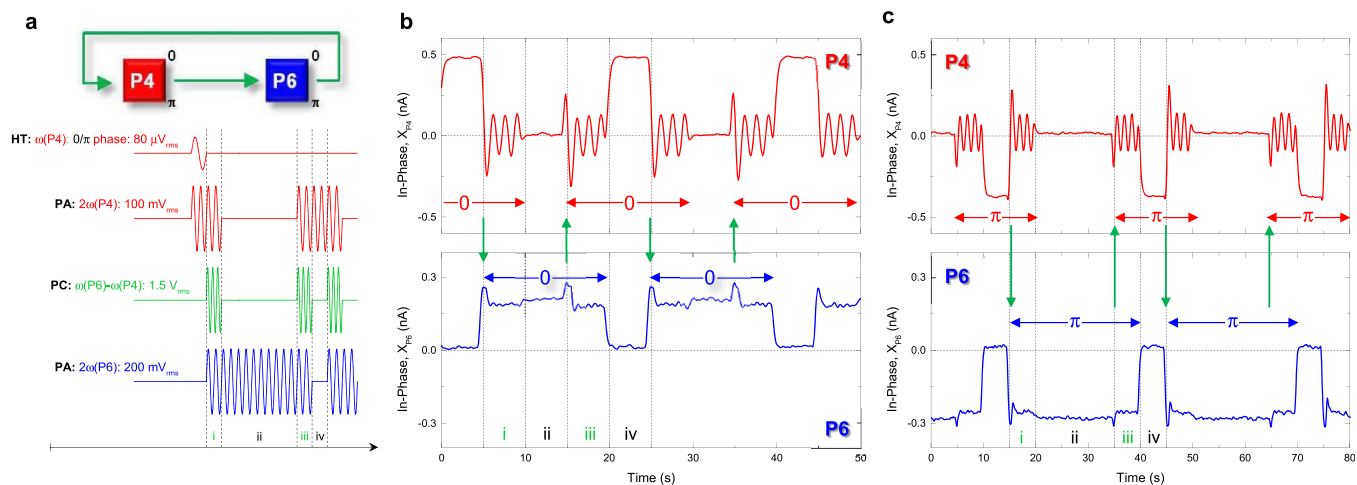 a
0
0
P4
P6
π
π
HT: ω(P4): 0/π phase: 80 μVrms
PA: 2ω(P4): 100 mVrms
PC: ω(P6)-ω(P4): 1.5 Vrms
PA: 2ω(P6): 200 mVrms
i ii iii iv
b
In-Phase, XP4 (nA)
0.5
0.0
-0.5
P4
0 0 0
In-Phase, XP6 (nA)
0.3
0.0
-0.3
0 0
P6
i ii iii iv
0 10 20 30 40 50
Time (s)
c
In-Phase, XP4 (nA)
0.5
0.0
-0.5
P4
π π π
In-Phase, XP6 (nA)
0.3
0.0
-0.3
P6
π π
i ii iii iv
0 10 20 30 40 50 60 70 80
Time (s)